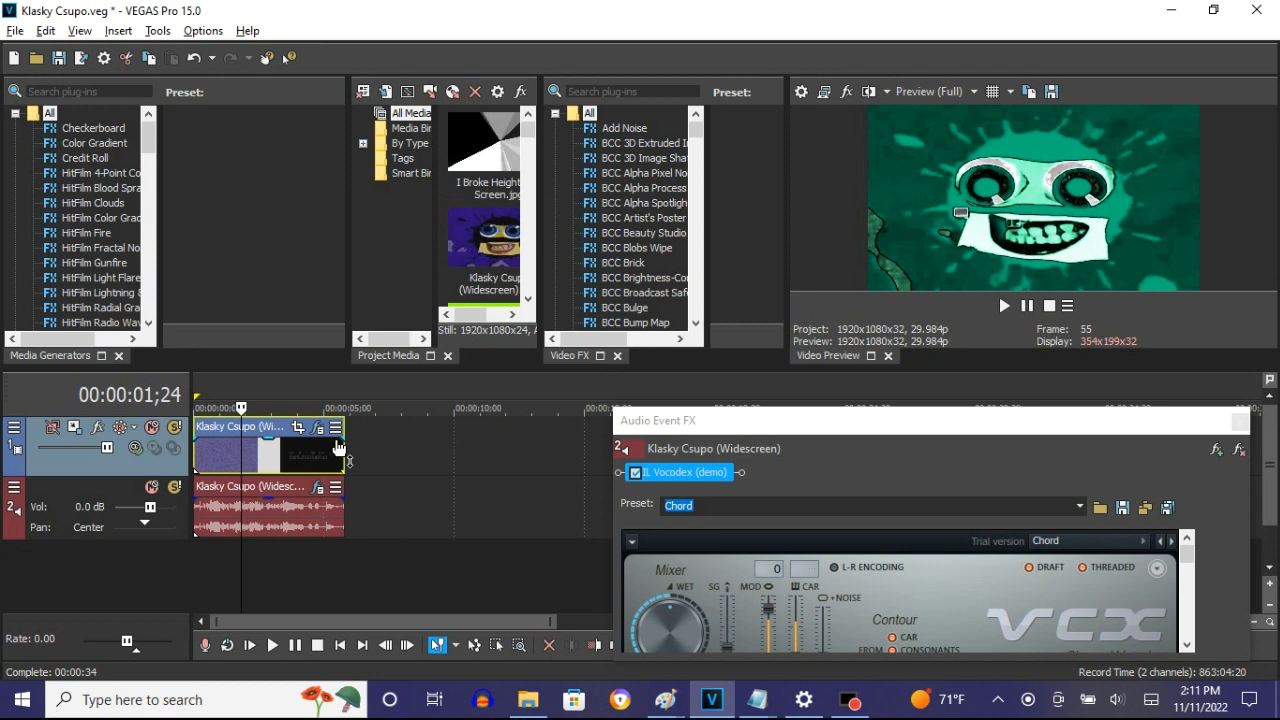 Klasky Csupo.veg * - VEGAS Pro 15.0
File Edit View Insert Tools Options Help
Search plug-ins
Preset:
All
Checkerboard
Color Gradient
Credit Roll
HitFilm 4-Point Co
HitFilm Blood Spra
HitFilm Clouds
HitFilm Color Grac
HitFilm Fire
HitFilm Fractal No
HitFilm Gunfire
HitFilm Light Flare
HitFilm Lightning &
HitFilm Radial Gra
HitFilm Radio Wav
Media Generators
All Media
Media Bir
By Type
Tags
Smart Bir
I Broke Height
Screen.jpg
Klasky Csup
(Widescreen)
Still: 1920x1080x24, A
Project Media
Search plug-ins
Preset:
All
Add Noise
BCC 3D Extruded I
BCC 3D Image Sha
BCC Alpha Pixel No
BCC Alpha Process
BCC Alpha Spotligh
BCC Artist's Poster
BCC Beauty Studio
BCC Blobs Wipe
BCC Brick
BCC Brightness-Co
BCC Broadcast Safe
BCC Bulge
BCC Bump Map
Video FX
Preview (Full)
Project: 1920x1080x32, 29.984p
Preview: 1920x1080x32, 29.984p
Frame: 55
Display: 354x199x32
Video Preview
00:00:01;24
00:00:05;00
00:00:10;00
Klasky Csupo (Wi...
1
2
Klasky Csupo (Widesc...
Vol: 0.0 dB
Pan: Center
Audio Event FX
2 Klasky Csupo (Widescreen)
IL Vocodex (demo)
Preset: Chord
Trial version Chord
Mixer
0
L-R ENCODING
DRAFT
THREADED
WET
SG
MOD
CAR
+NOISE
Contour
CAR
FROM
CONSONANTS
VCX
Rate: 0.00
Complete: 00:00:34
Record Time (2 channels): 863:04:20
Type here to search
71°F
2:11 PM
11/11/2022